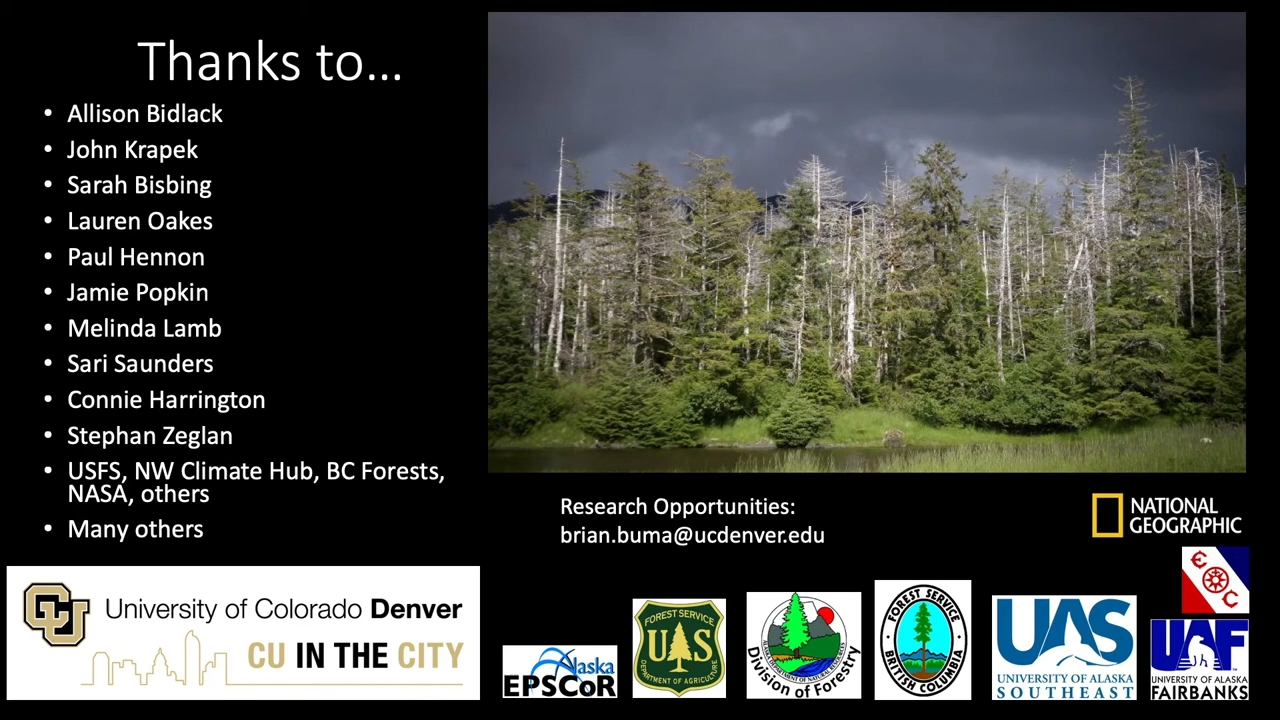 Thanks to…
• Allison Bidlack
• John Krapek
• Sarah Bisbing
• Lauren Oakes
• Paul Hennon
• Jamie Popkin
• Melinda Lamb
• Sari Saunders
• Connie Harrington
• Stephan Zeglan
• USFS, NW Climate Hub, BC Forests,
NASA, others
• Many others
Research Opportunities:
brian.buma@ucdenver.edu
NATIONAL
GEOGRAPHIC
CU
University of Colorado Denver
CU IN THE CITY
Alaska
EPSCoR
FOREST SERVICE
UAS
DEPARTMENT OF AGRICULTURE
Division of Forestry
FOREST SERVICE
BRITISH COLUMBIA
UAS
UNIVERSITY OF ALASKA
SOUTHEAST
E C
UAF
UNIVERSITY OF ALASKA
FAIRBANKS